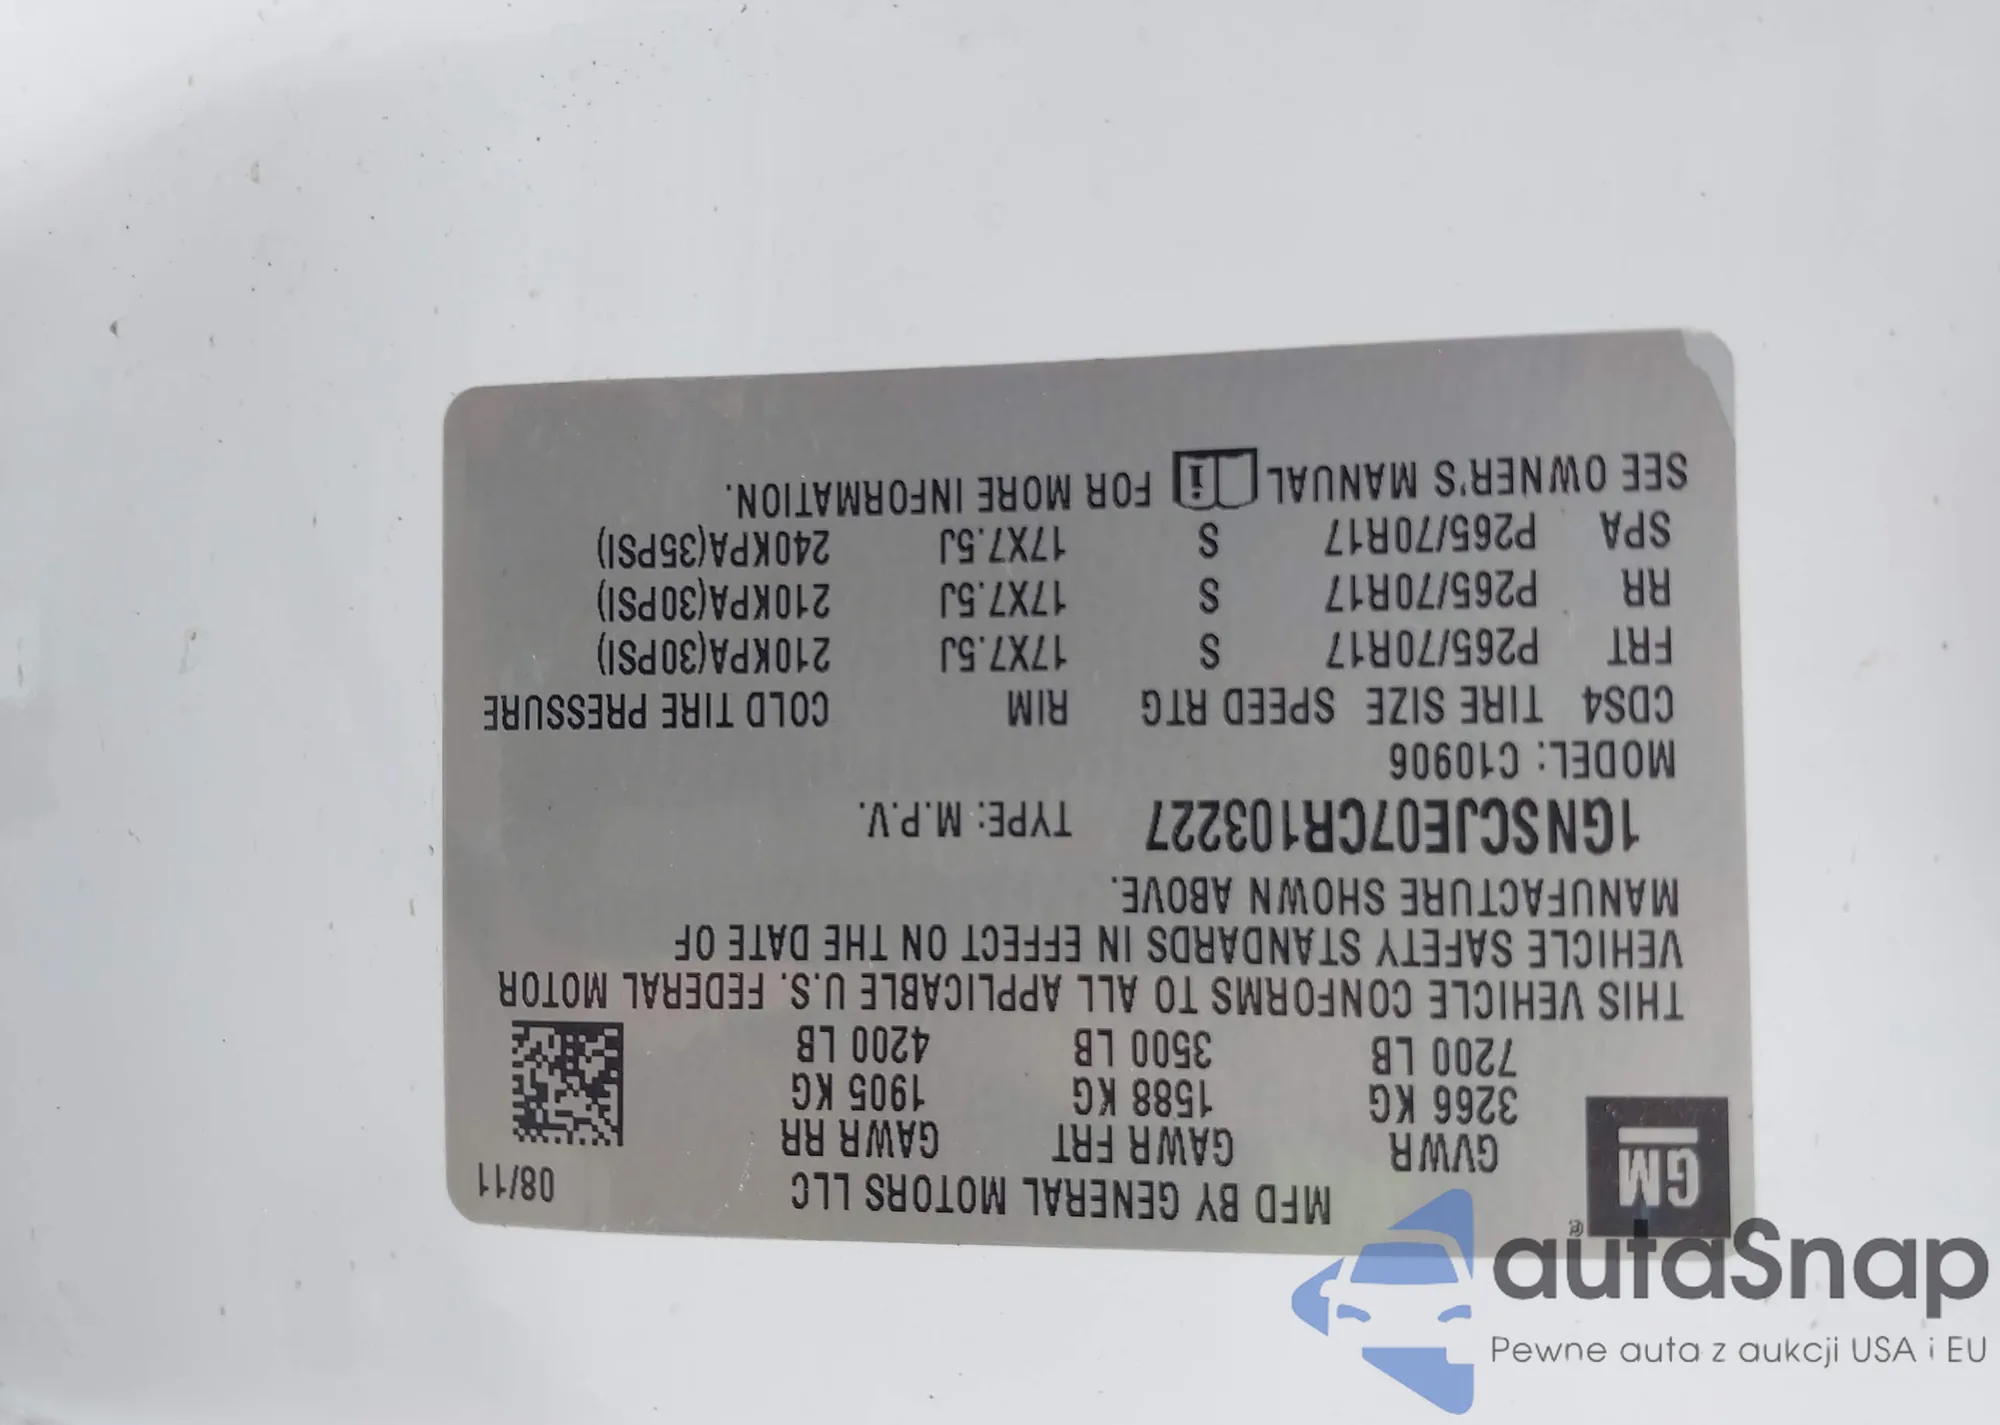 MFD BY GENERAL MOTORS LLC 08/11
GM
®
GVWR GAWR FRT GAWR RR
3266 KG 1588 KG 1905 KG
7200 LB 3500 LB 4200 LB
THIS VEHICLE CONFORMS TO ALL APPLICABLE U.S. FEDERAL MOTOR
VEHICLE SAFETY STANDARDS IN EFFECT ON THE DATE OF
MANUFACTURE SHOWN ABOVE.
1GNSCJE07CR103227 TYPE: M.P.V.
MODEL: C10906
CDS4 TIRE SIZE SPEED RTG RIM COLD TIRE PRESSURE
FRT P265/70R17 S 17X7.5J 210KPA(30PSI)
RR P265/70R17 S 17X7.5J 210KPA(30PSI)
SPA P265/70R17 S 17X7.5J 240KPA(35PSI)
SEE OWNER'S MANUAL i FOR MORE INFORMATION.
autaSnap
Pewne auta z aukcji USA i EU